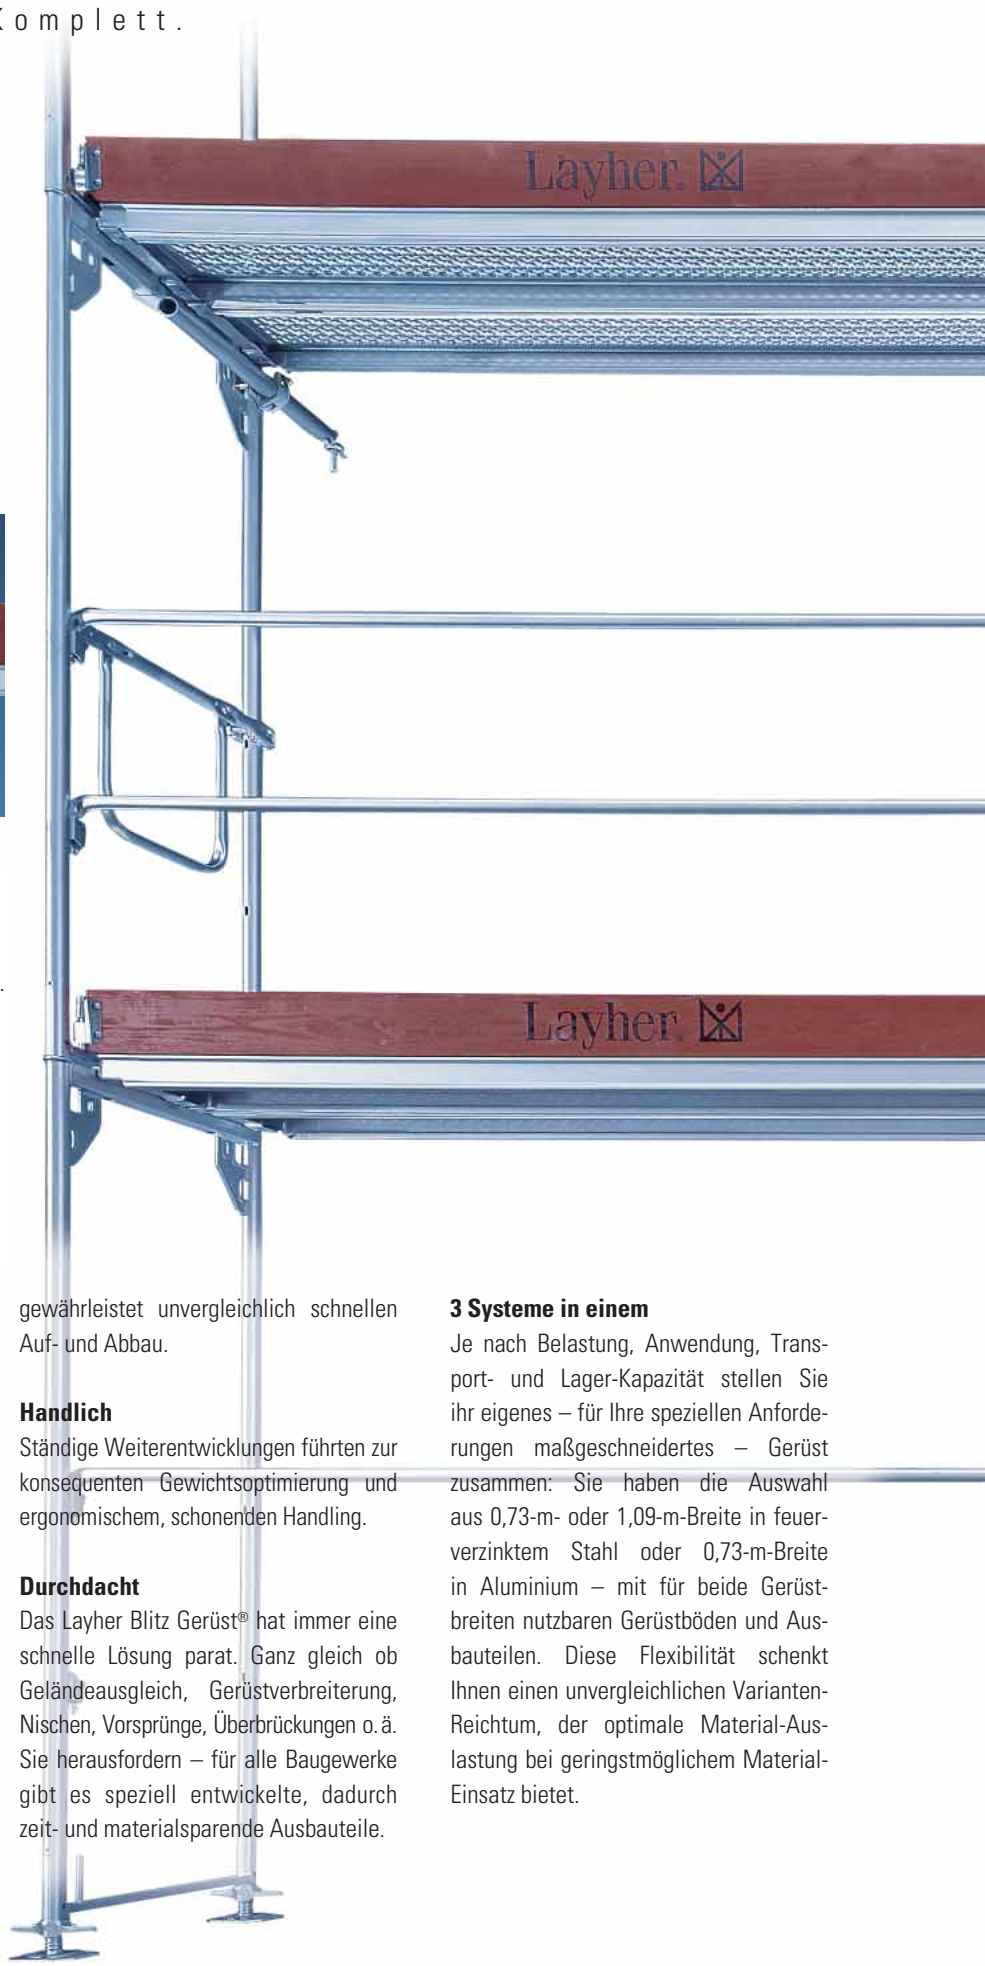 Komplett.
Layher.
Layher.
.
gewährleistet unvergleichlich schnellen
Auf- und Abbau.
Handlich
Ständige Weiterentwicklungen führten zur
konsequenten Gewichtsoptimierung und
ergonomischem, schonenden Handling.
Durchdacht
Das Layher Blitz Gerüst® hat immer eine
schnelle Lösung parat. Ganz gleich ob
Geländeausgleich, Gerüstverbreiterung,
Nischen, Vorsprünge, Überbrückungen o.ä.
Sie herausfordern – für alle Baugewerke
gibt es speziell entwickelte, dadurch
zeit- und materialsparende Ausbauteile.
3 Systeme in einem
Je nach Belastung, Anwendung, Trans-
port- und Lager-Kapazität stellen Sie
ihr eigenes – für Ihre speziellen Anforde-
rungen maßgeschneidertes – Gerüst
zusammen: Sie haben die Auswahl
aus 0,73-m- oder 1,09-m-Breite in feuer-
verzinktem Stahl oder 0,73-m-Breite
in Aluminium – mit für beide Gerüst-
breiten nutzbaren Gerüstböden und Aus-
bauteilen. Diese Flexibilität schenkt
Ihnen einen unvergleichlichen Varianten-
Reichtum, der optimale Material-Aus-
lastung bei geringstmöglichem Material-
Einsatz bietet.